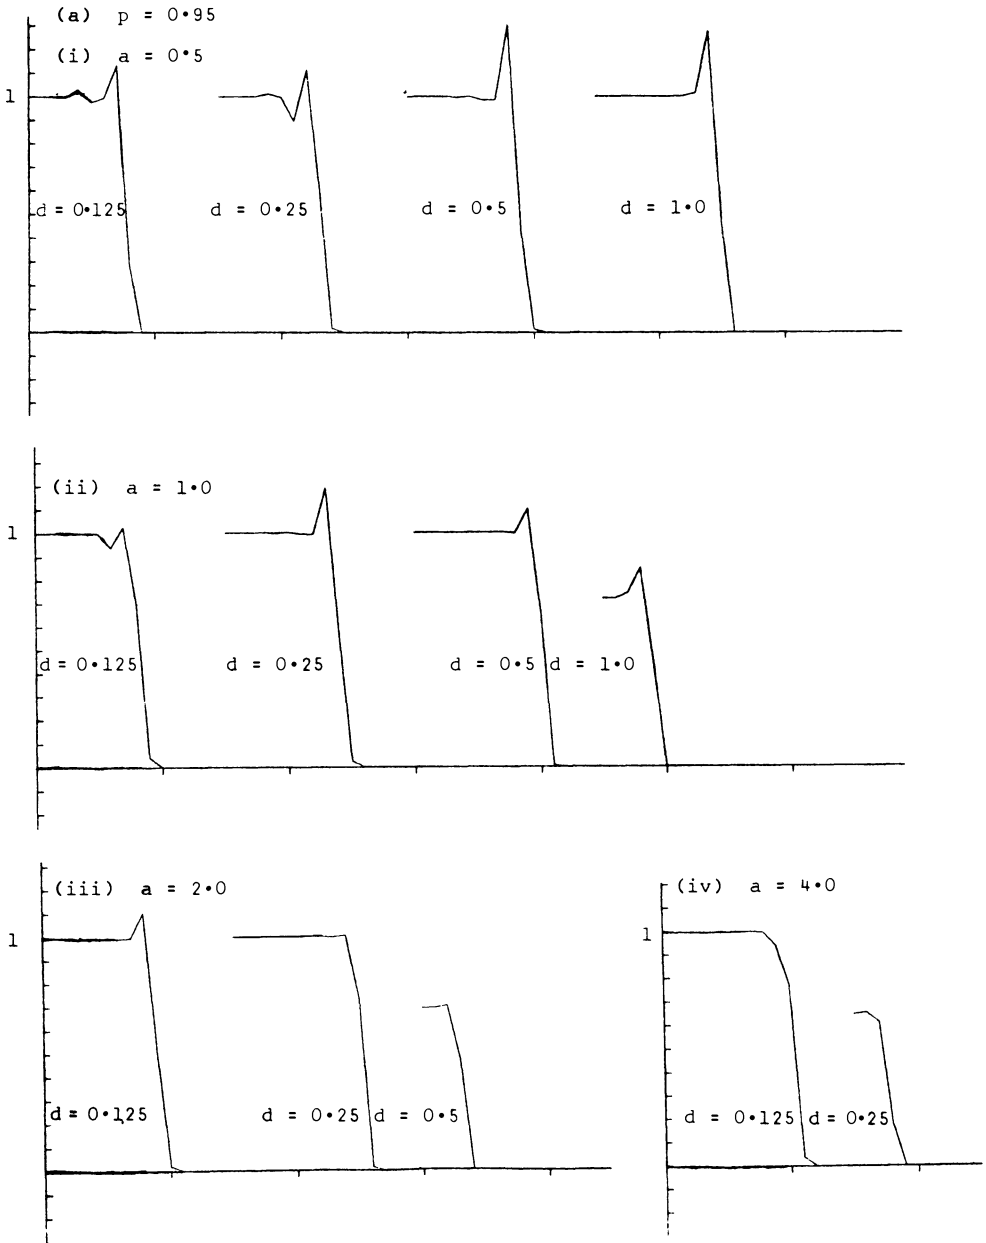 (a) p = 0•95
(i) a = 0•5
1
d = 0•125 d = 0•25 d = 0•5 d = 1•0
(ii) a = 1•0
1
d = 0•125 d = 0•25 d = 0•5 d = 1•0
(iii) a = 2•0
1
d = 0•125 d = 0•25 d = 0•5
(iv) a = 4•0
1
d = 0•125 d = 0•25